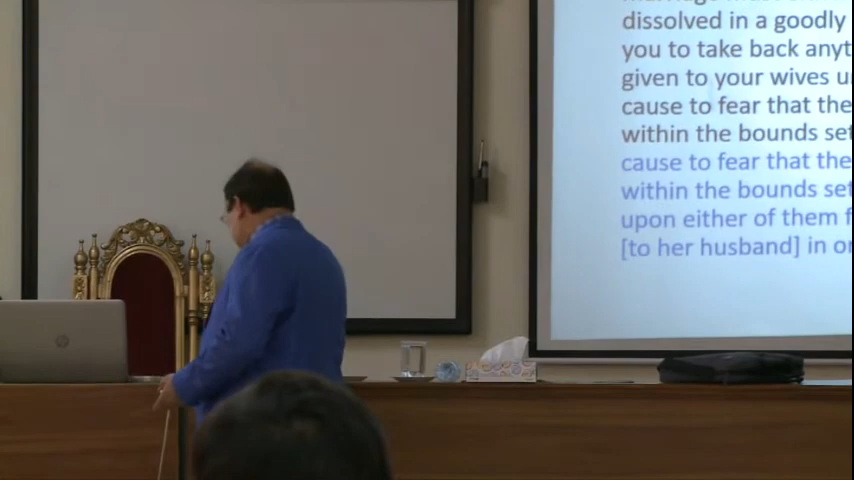 dissolved in a goodly
you to take back anyt
given to your wives u
cause to fear that the
within the bounds set
cause to fear that the
within the bounds set
upon either of them f
[to her husband] in o